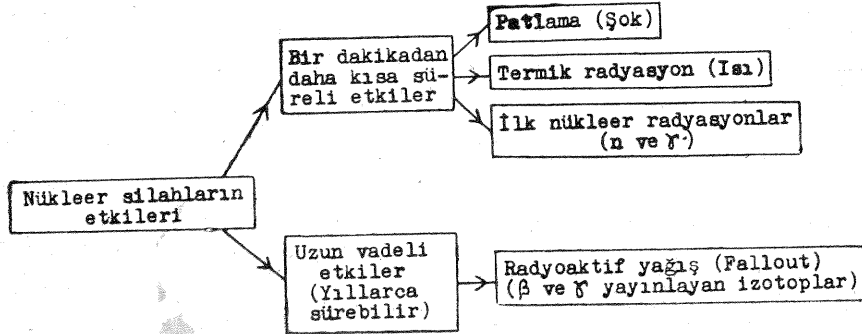 Patlama (Şok)
Bir dakikadan
daha kısa sü-
reli etkiler
Termik radyasyon (Isı)
İlk nükleer radyasyonlar
(n ve γ)
Nükleer silahların
etkileri
Uzun vadeli
etkiler
(Yıllarca
sürebilir)
Radyoaktif yağış (Fallout)
(β ve γ yayınlayan izotoplar)